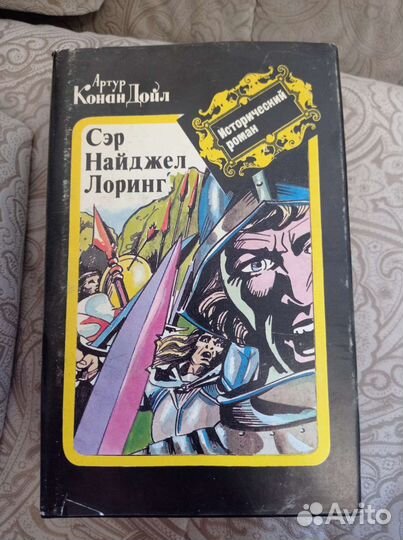 Артур
Конан Дойл
Исторический
роман
Сэр
Найджел
Лоринг
Avito